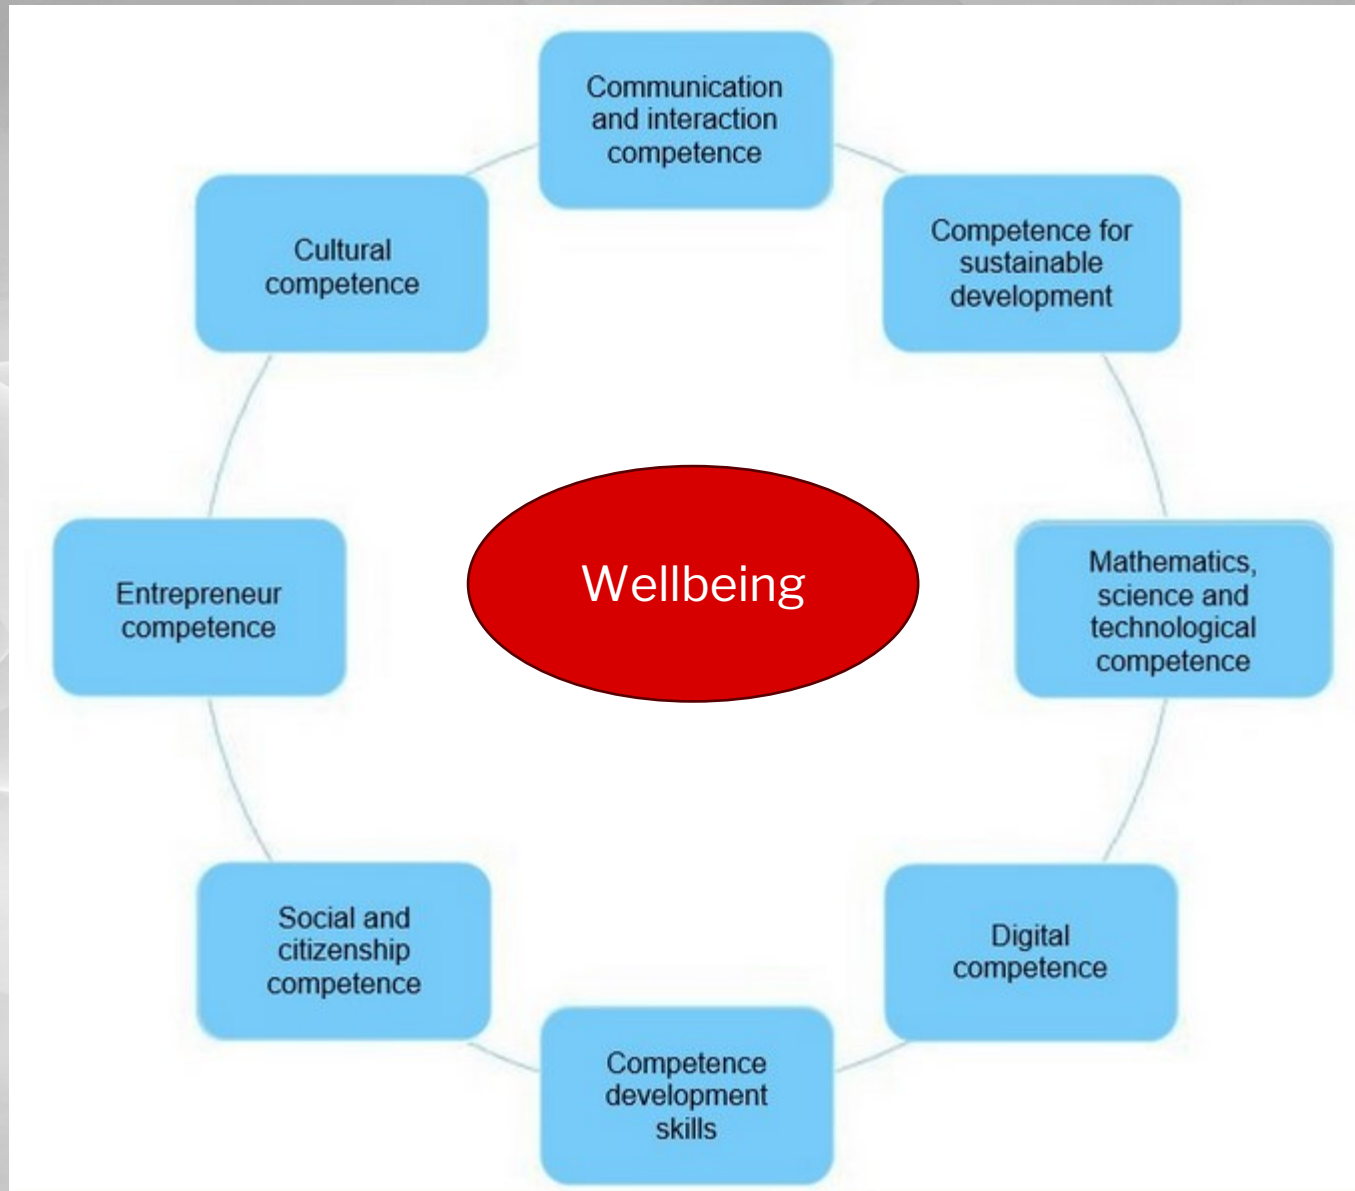 Communication
and interaction
competence
Competence for
sustainable
development
Mathematics,
science and
technological
competence
Digital
competence
Competence
development
skills
Social and
citizenship
competence
Entrepreneur
competence
Cultural
competence
Wellbeing